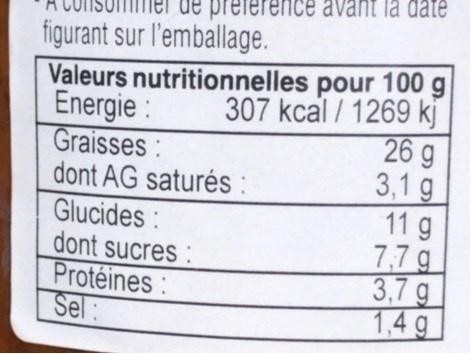 - A consommer de préférence avant la date
figurant sur l'emballage.
Valeurs nutritionnelles pour 100 g
Energie : 307 kcal / 1269 kj
Graisses : 26 g
dont AG saturés : 3,1 g
Glucides : 11 g
dont sucres : 7,7 g
Protéines : 3,7 g
Sel : 1,4 g